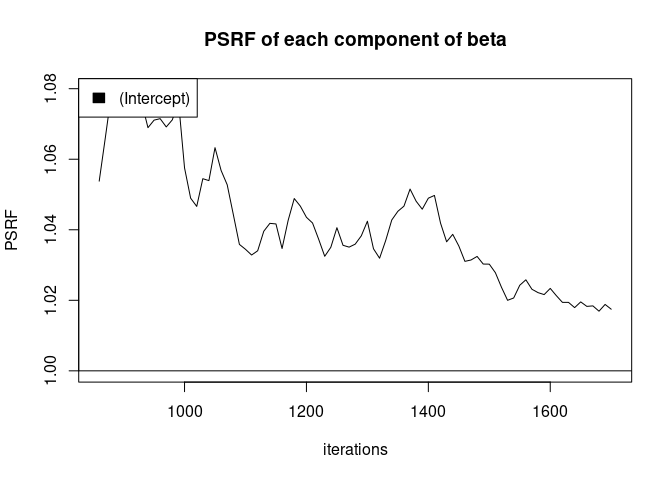 PSRF of each component of beta
(Intercept)
PSRF
1.08
1.06
1.04
1.02
1.00
1000 1200 1400 1600
iterations